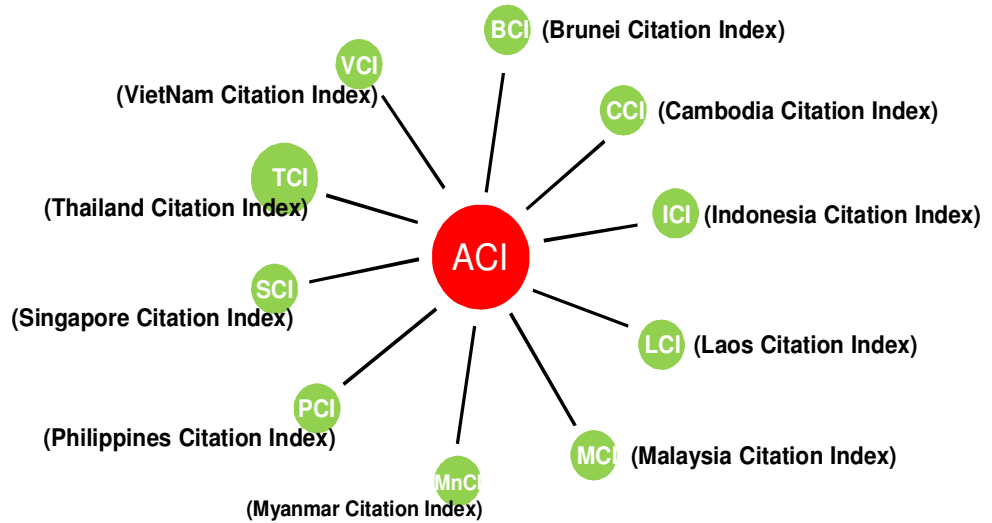 BCI (Brunei Citation Index)
VCI
(VietNam Citation Index)
CCI (Cambodia Citation Index)
TCI
(Thailand Citation Index)
ICI (Indonesia Citation Index)
ACI
SCI
(Singapore Citation Index)
LCI (Laos Citation Index)
PCI
(Philippines Citation Index)
MCI (Malaysia Citation Index)
MnCI
(Myanmar Citation Index)